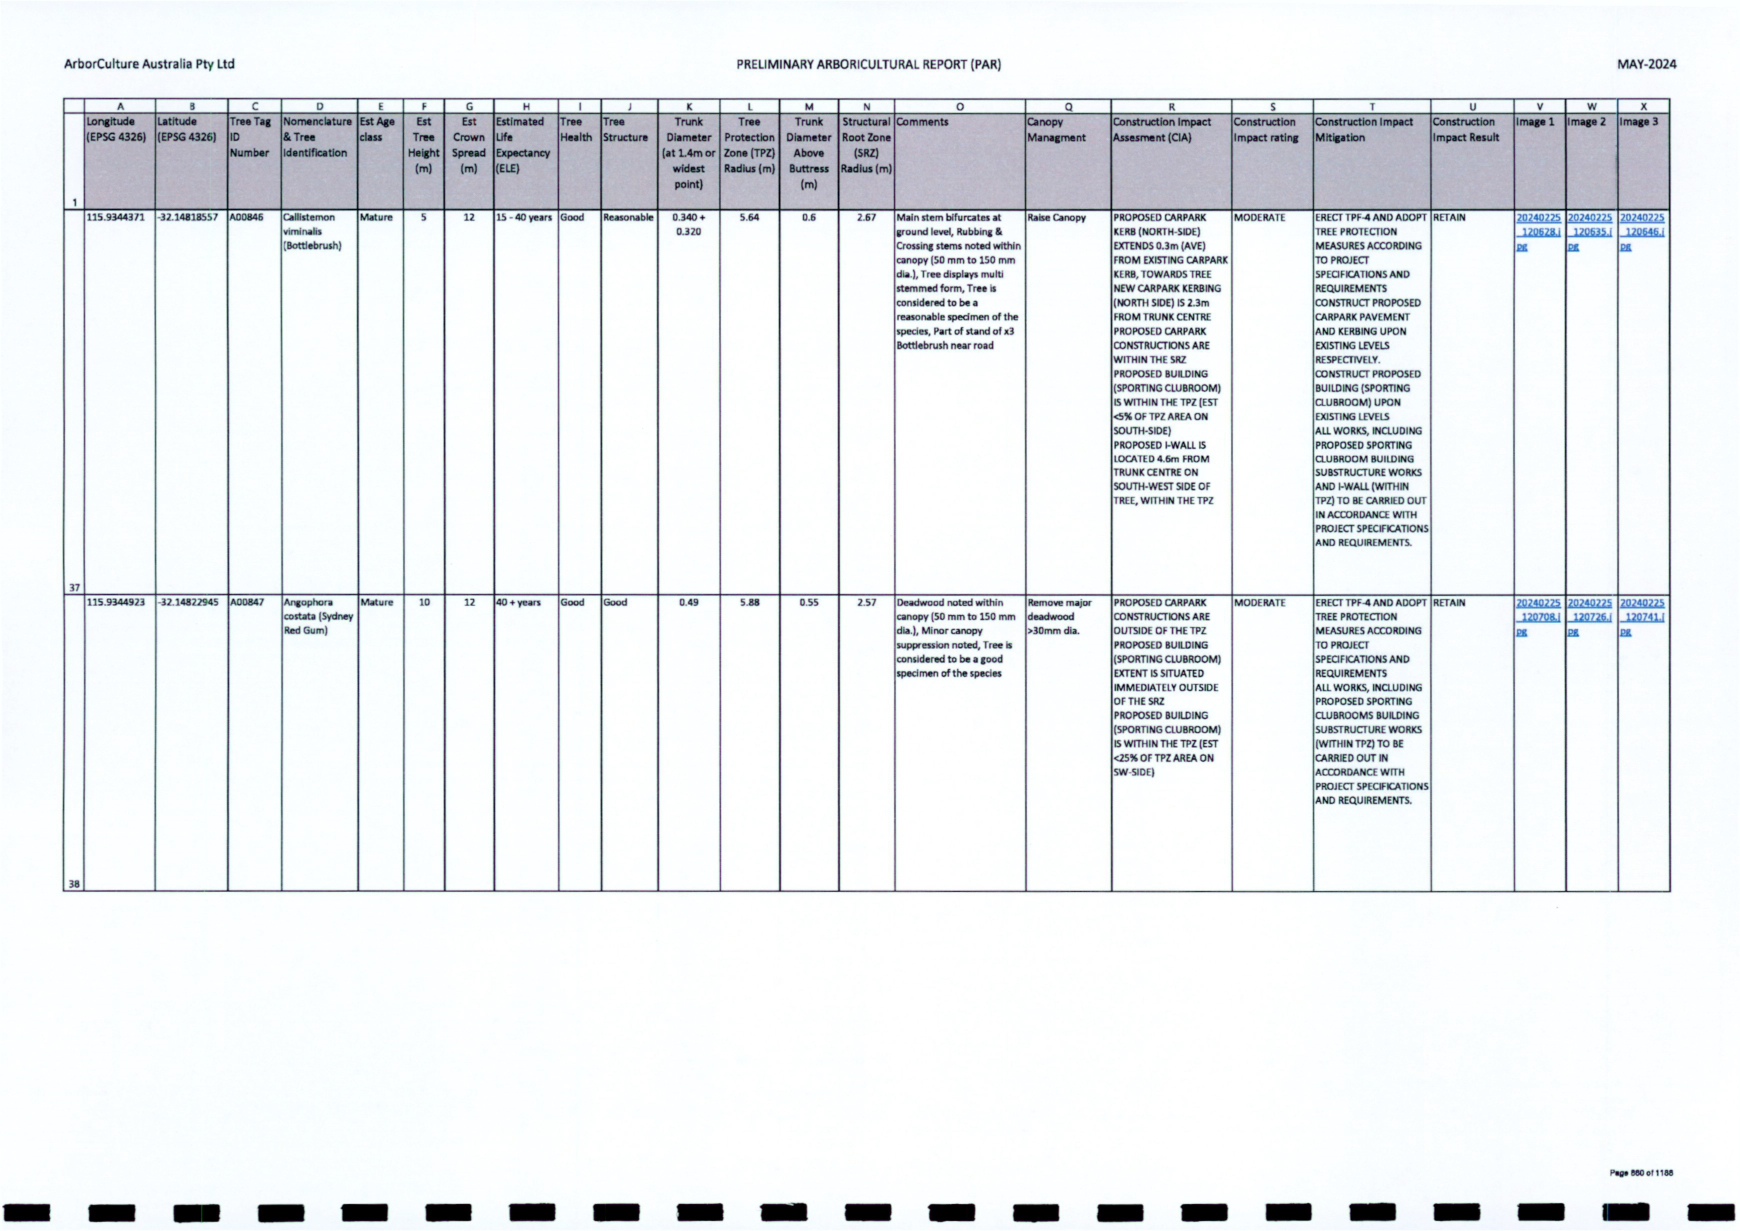 ArborCulture Australia Pty Ltd
PRELIMINARY ARBORICULTURAL REPORT (PAR)
MAY-2024
A B C D E F G H I J K L M N O Q R S T U V W X
1
Longitude
(EPSG 4326)
Latitude
(EPSG 4326)
Tree Tag
ID
Number
Nomenclature
& Tree
Identification
Est Age
class
Est
Tree
Height
(m)
Est
Crown
Spread
(m)
Estimated
Life
Expectancy
(ELE)
Tree
Health
Tree
Structure
Trunk
Diameter
(at 1.4m or
widest
point)
Tree
Protection
Zone (TPZ)
Radius (m)
Trunk
Diameter
Above
Buttress
(m)
Structural
Root Zone
(SRZ)
Radius (m)
Comments
Canopy
Managment
Construction Impact
Assesment (CIA)
Construction
Impact rating
Construction Impact
Mitigation
Construction
Impact Result
Image 1
Image 2
Image 3
37
115.9344371
-32.14818557
A00846
Callistemon
viminalis
(Bottlebrush)
Mature
5
12
15 - 40 years
Good
Reasonable
0.340 +
0.320
5.64
0.6
2.67
Main stem bifurcates at
ground level, Rubbing &
Crossing stems noted within
canopy (50 mm to 150 mm
dia.), Tree displays multi
stemmed form, Tree is
considered to be a
reasonable specimen of the
species, Part of stand of x3
Bottlebrush near road
Raise Canopy
PROPOSED CARPARK
KERB (NORTH-SIDE)
EXTENDS 0.3m (AVE)
FROM EXISTING CARPARK
KERB, TOWARDS TREE
NEW CARPARK KERBING
(NORTH SIDE) IS 2.3m
FROM TRUNK CENTRE
PROPOSED CARPARK
CONSTRUCTIONS ARE
WITHIN THE SRZ
PROPOSED BUILDING
(SPORTING CLUBROOM)
IS WITHIN THE TPZ (EST
<5% OF TPZ AREA ON
SOUTH-SIDE)
PROPOSED I-WALL IS
LOCATED 4.6m FROM
TRUNK CENTRE ON
SOUTH-WEST SIDE OF
TREE, WITHIN THE TPZ
MODERATE
ERECT TPF-4 AND ADOPT
TREE PROTECTION
MEASURES ACCORDING
TO PROJECT
SPECIFICATIONS AND
REQUIREMENTS
CONSTRUCT PROPOSED
CARPARK PAVEMENT
AND KERBING UPON
EXISTING LEVELS
RESPECTIVELY.
CONSTRUCT PROPOSED
BUILDING (SPORTING
CLUBROOM) UPON
EXISTING LEVELS
ALL WORKS, INCLUDING
PROPOSED SPORTING
CLUBROOM BUILDING
SUBSTRUCTURE WORKS
AND I-WALL (WITHIN
TPZ) TO BE CARRIED OUT
IN ACCORDANCE WITH
PROJECT SPECIFICATIONS
AND REQUIREMENTS.
RETAIN
20240225
_120628.j
pg
20240225
_120635.j
pg
20240225
_120646.j
pg
38
115.9344923
-32.14822945
A00847
Angophora
costata (Sydney
Red Gum)
Mature
10
12
40 + years
Good
Good
0.49
5.88
0.55
2.57
Deadwood noted within
canopy (50 mm to 150 mm
dia.), Minor canopy
suppression noted, Tree is
considered to be a good
specimen of the species
Remove major
deadwood
>30mm dia.
PROPOSED CARPARK
CONSTRUCTIONS ARE
OUTSIDE OF THE TPZ
PROPOSED BUILDING
(SPORTING CLUBROOM)
EXTENT IS SITUATED
IMMEDIATELY OUTSIDE
OF THE SRZ
PROPOSED BUILDING
(SPORTING CLUBROOM)
IS WITHIN THE TPZ (EST
<25% OF TPZ AREA ON
SW-SIDE)
MODERATE
ERECT TPF-4 AND ADOPT
TREE PROTECTION
MEASURES ACCORDING
TO PROJECT
SPECIFICATIONS AND
REQUIREMENTS
ALL WORKS, INCLUDING
PROPOSED SPORTING
CLUBROOMS BUILDING
SUBSTRUCTURE WORKS
(WITHIN TPZ) TO BE
CARRIED OUT IN
ACCORDANCE WITH
PROJECT SPECIFICATIONS
AND REQUIREMENTS.
RETAIN
20240225
_120708.j
pg
20240225
_120726.j
pg
20240225
_120741.j
pg
Page 860 of 1188